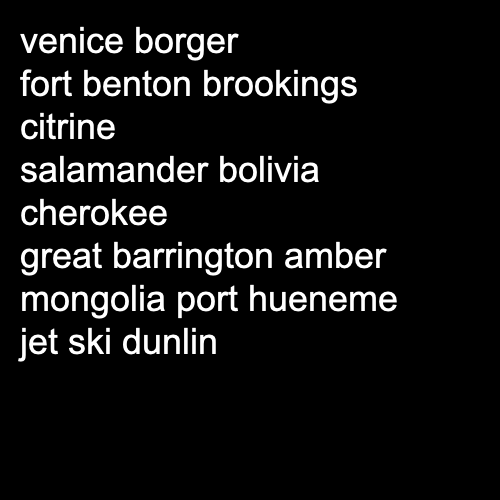 venice borger
fort benton brookings
citrine
salamander bolivia
cherokee
great barrington amber
mongolia port hueneme
jet ski dunlin